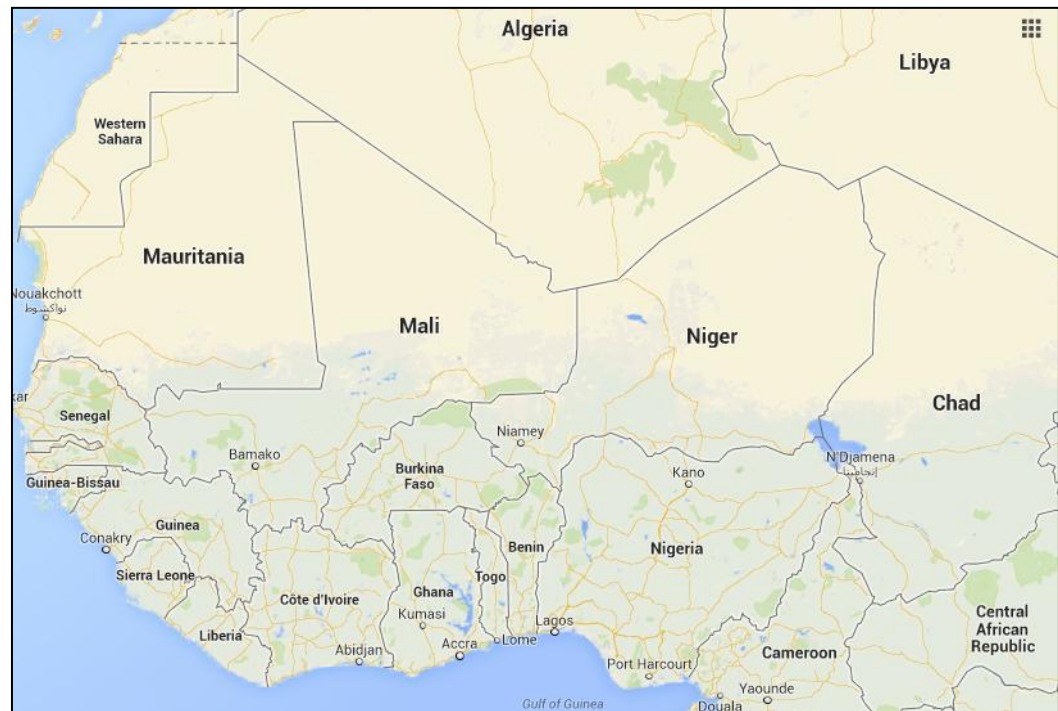 Algeria
Libya
Western
Sahara
Mauritania
Nouakchott
نواكشوط
Mali
Niger
Chad
Senegal
Niamey
Bamako
Burkina
Faso
Kano
N'Djamena
إنجامينا
Guinea-Bissau
Guinea
Conakry
Benin
Nigeria
Sierra Leone
Togo
Côte d'Ivoire
Ghana
Kumasi
Liberia
Lagos
Lome
Abidjan
Accra
Central
African
Republic
Cameroon
Port Harcourt
Yaounde
Gulf of Guinea
Douala